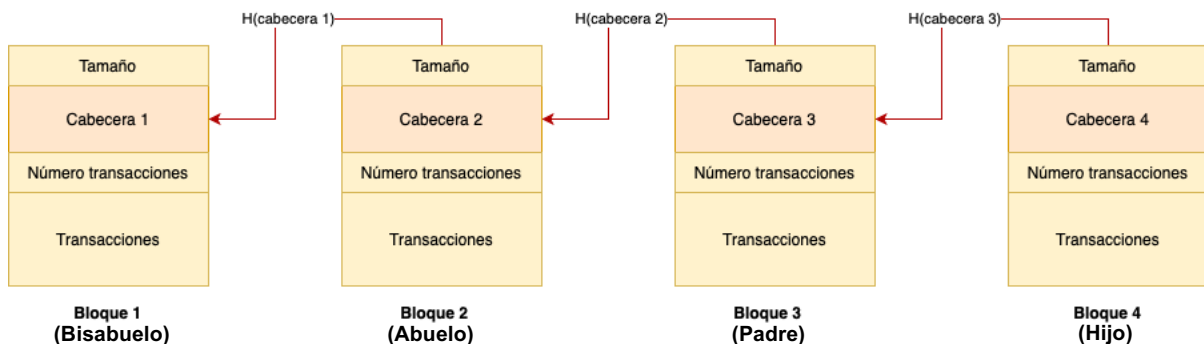 H(cabecera 1)
H(cabecera 2)
H(cabecera 3)
Tamaño
Cabecera 1
Número transacciones
Transacciones
Bloque 1
(Bisabuelo)
Tamaño
Cabecera 2
Número transacciones
Transacciones
Bloque 2
(Abuelo)
Tamaño
Cabecera 3
Número transacciones
Transacciones
Bloque 3
(Padre)
Tamaño
Cabecera 4
Número transacciones
Transacciones
Bloque 4
(Hijo)